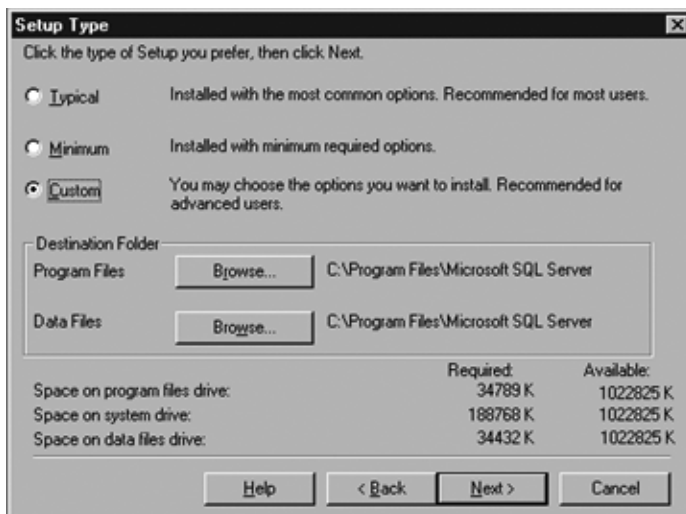 Setup Type
Click the type of Setup you prefer, then click Next.
Typical Installed with the most common options. Recommended for most users.
Minimum Installed with minimum required options.
Custom You may choose the options you want to install. Recommended for
advanced users.
Destination Folder
Program Files Browse... C:\Program Files\Microsoft SQL Server
Data Files Browse... C:\Program Files\Microsoft SQL Server
Required: Available:
Space on program files drive: 34789 K 1022825 K
Space on system drive: 188768 K 1022825 K
Space on data files drive: 34432 K 1022825 K
Help < Back Next > Cancel